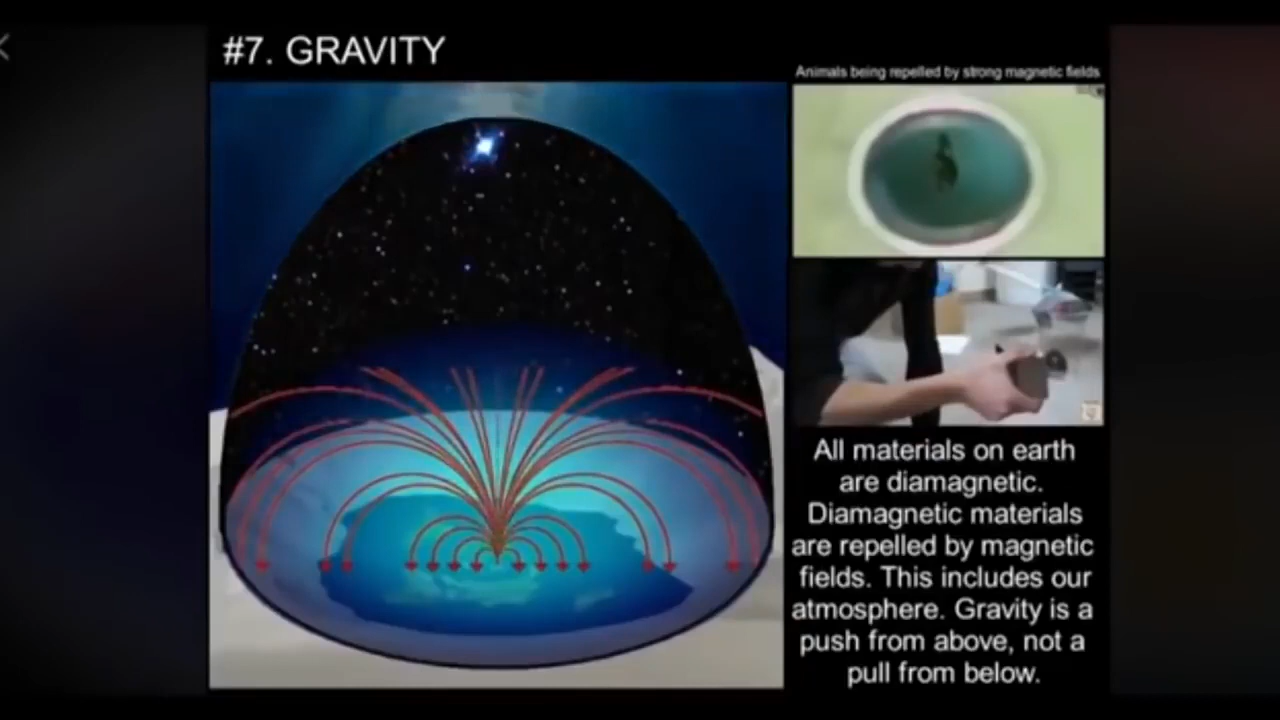 #7. GRAVITY
Animals being repelled by strong magnetic fields
All materials on earth
are diamagnetic.
Diamagnetic materials
are repelled by magnetic
fields. This includes our
atmosphere. Gravity is a
push from above, not a
pull from below.